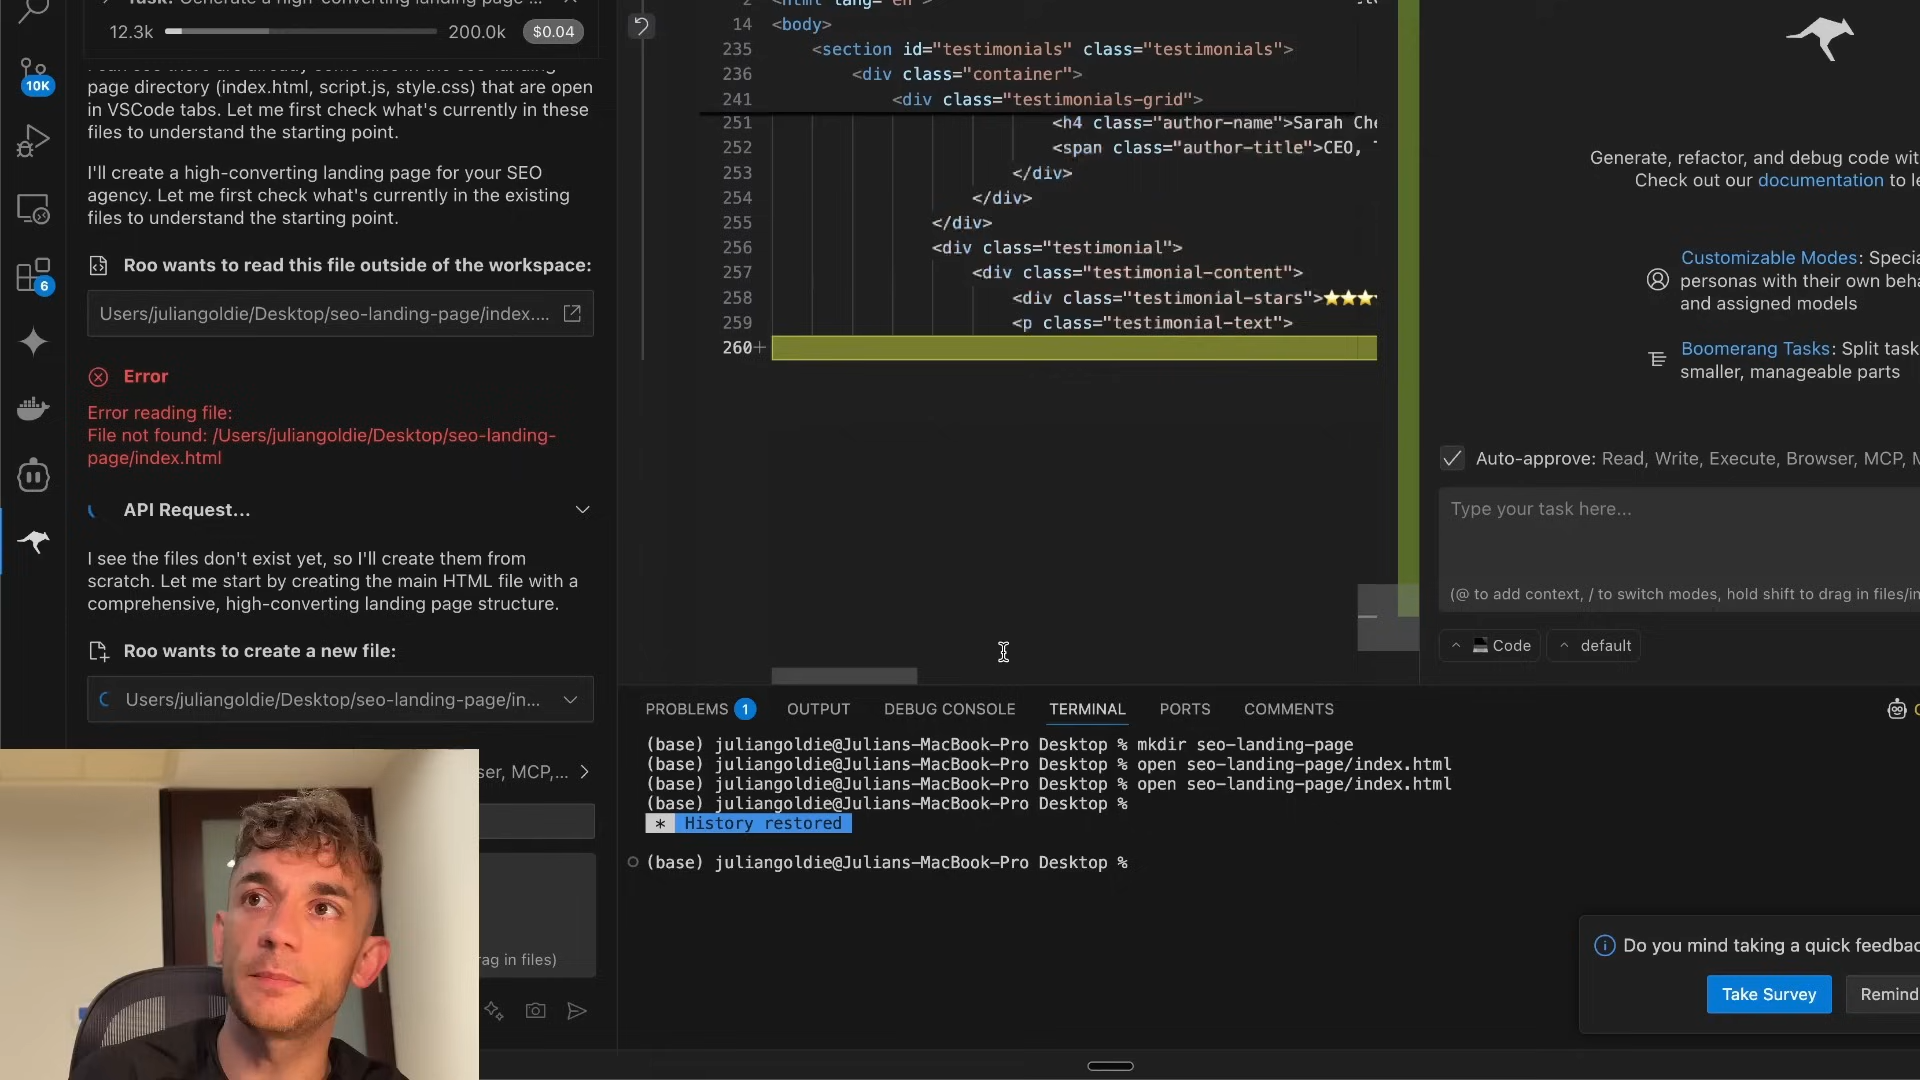 Task: Generate a high-converting landing page ...
12.3k
200.0k
$0.04
10K
6
page directory (index.html, script.js, style.css) that are open
in VSCode tabs. Let me first check what's currently in these
files to understand the starting point.
I'll create a high-converting landing page for your SEO
agency. Let me first check what's currently in the existing
files to understand the starting point.
Roo wants to read this file outside of the workspace:
Users/juliangoldie/Desktop/seo-landing-page/index....
Error
Error reading file:
File not found: /Users/juliangoldie/Desktop/seo-landing-
page/index.html
API Request...
I see the files don't exist yet, so I'll create them from
scratch. Let me start by creating the main HTML file with a
comprehensive, high-converting landing page structure.
Roo wants to create a new file:
Users/juliangoldie/Desktop/seo-landing-page/in...
ser, MCP,...
rag in files)
2 <html lang="en">
14 <body>
235 <section id="testimonials" class="testimonials">
236 <div class="container">
241 <div class="testimonials-grid">
251 <h4 class="author-name">Sarah Che
252 <span class="author-title">CEO,
253 </div>
254 </div>
255 </div>
256 <div class="testimonial">
257 <div class="testimonial-content">
258 <div class="testimonial-stars">⭐⭐⭐
259 <p class="testimonial-text">
260+
PROBLEMS 1 OUTPUT DEBUG CONSOLE TERMINAL PORTS COMMENTS
(base) juliangoldie@Julians-MacBook-Pro Desktop % mkdir seo-landing-page
(base) juliangoldie@Julians-MacBook-Pro Desktop % open seo-landing-page/index.html
(base) juliangoldie@Julians-MacBook-Pro Desktop % open seo-landing-page/index.html
(base) juliangoldie@Julians-MacBook-Pro Desktop %
* History restored
(base) juliangoldie@Julians-MacBook-Pro Desktop %
Generate, refactor, and debug code wit
Check out our documentation to le
Customizable Modes: Specia
personas with their own beha
and assigned models
Boomerang Tasks: Split task
smaller, manageable parts
Auto-approve: Read, Write, Execute, Browser, MCP, M
Type your task here...
(@ to add context, / to switch modes, hold shift to drag in files/in
Code
default
Do you mind taking a quick feedbac
Take Survey
Remind